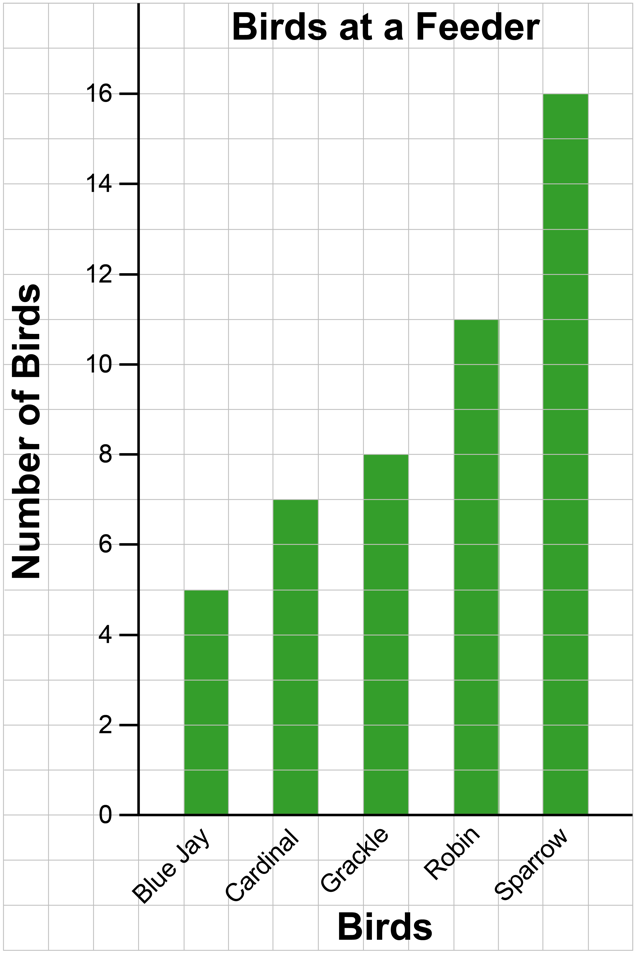 Birds at a Feeder
Number of Birds
16
14
12
10
8
6
4
2
0
Blue Jay
Cardinal
Grackle
Robin
Sparrow
Birds